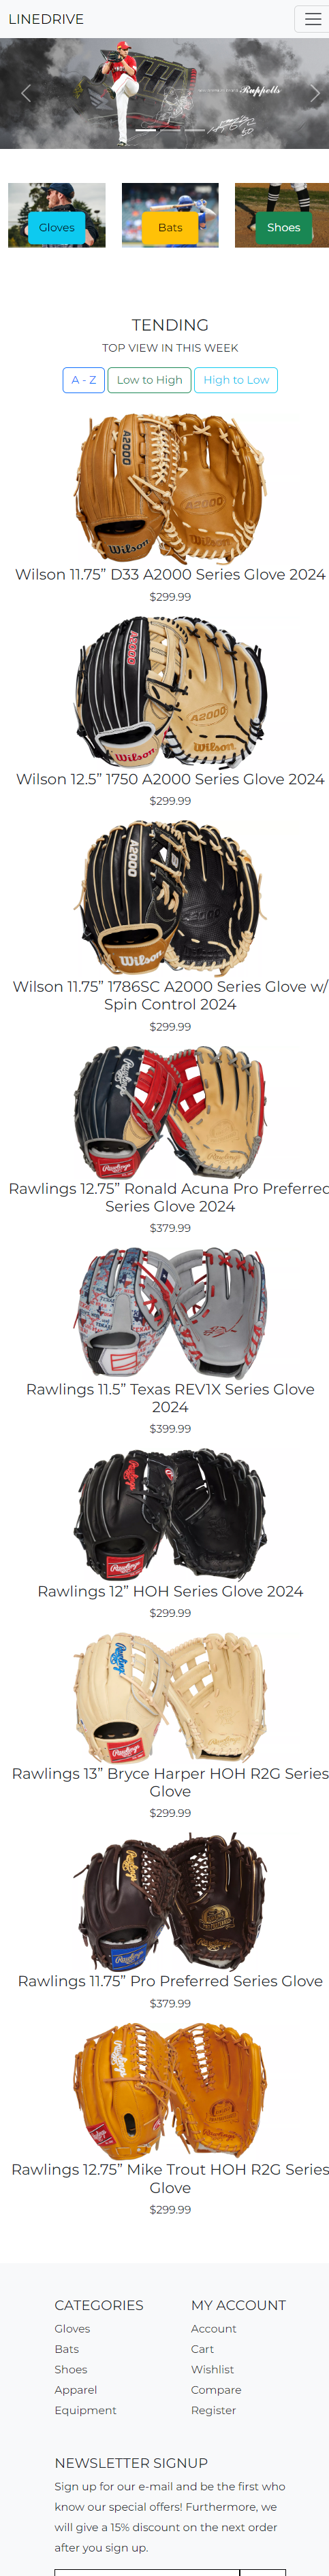 LINEDRIVE
Ruppells
50
Gloves
Bats
Shoes
TENDING
TOP VIEW IN THIS WEEK
A - Z
Low to High
High to Low
A2000
A2000
Wilson
Wilson 11.75” D33 A2000 Series Glove 2024
$299.99
A2000
A2000
Wilson
Wilson
Wilson 12.5” 1750 A2000 Series Glove 2024
$299.99
A2000
Wilson
Wilson 11.75” 1786SC A2000 Series Glove w/
Spin Control 2024
$299.99
Rawlings
Rawlings
Rawlings 12.75” Ronald Acuna Pro Preferred
Series Glove 2024
$379.99
TEXAS
Rawlings 11.5” Texas REV1X Series Glove
2024
$399.99
Rawlings
Rawlings
Rawlings 12” HOH Series Glove 2024
$299.99
Rawlings
Rawlings
Rawlings 13” Bryce Harper HOH R2G Series
Glove
$299.99
Rawlings
Rawlings
Rawlings 11.75” Pro Preferred Series Glove
$379.99
Rawlings
Rawlings
Rawlings 12.75” Mike Trout HOH R2G Series
Glove
$299.99
CATEGORIES
Gloves
Bats
Shoes
Apparel
Equipment
MY ACCOUNT
Account
Cart
Wishlist
Compare
Register
NEWSLETTER SIGNUP
Sign up for our e-mail and be the first who
know our special offers! Furthermore, we
will give a 15% discount on the next order
after you sign up.